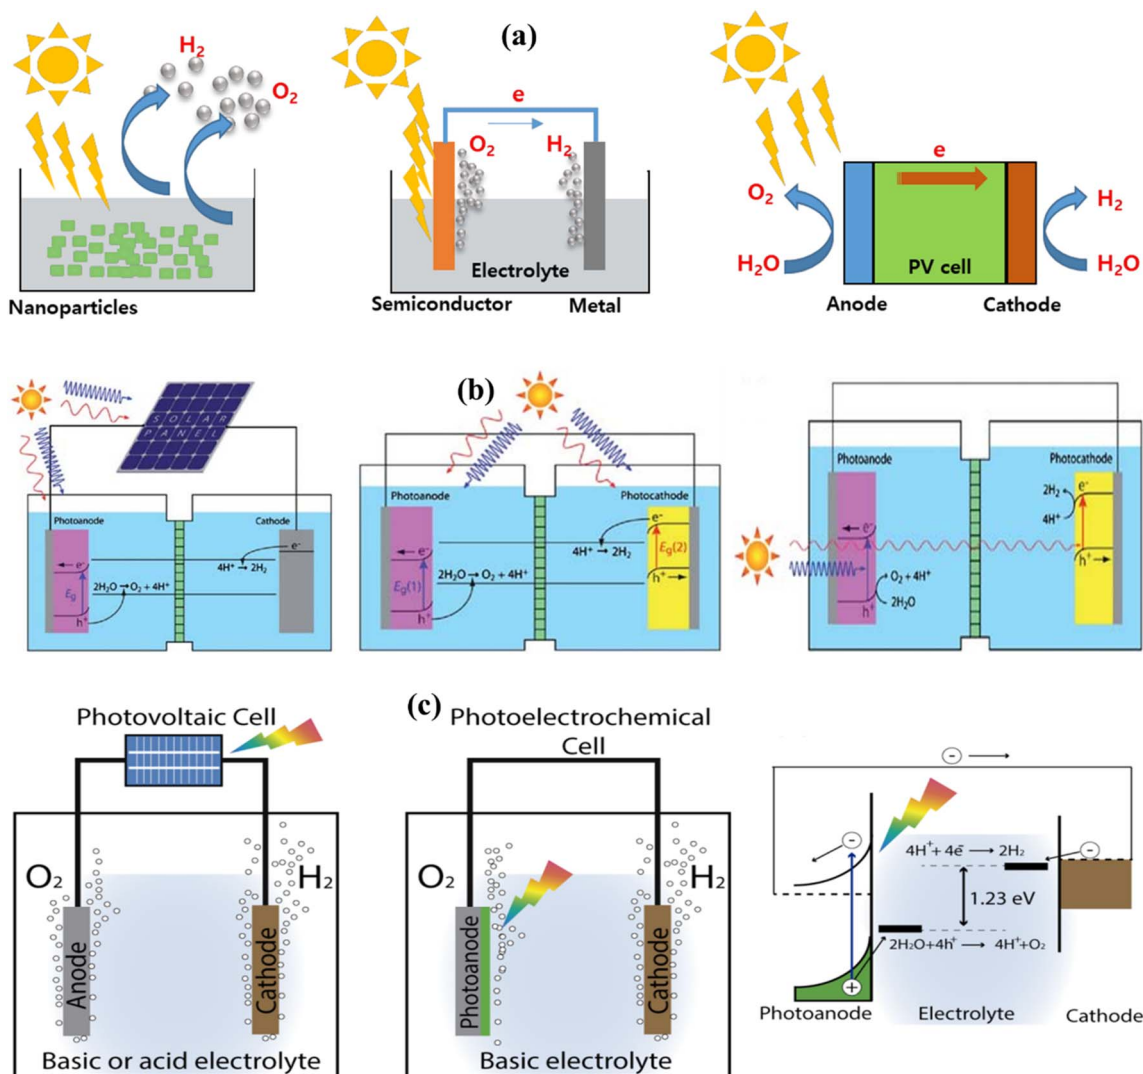 (a)
H₂
O₂
Nanoparticles
e
O₂
H₂
Electrolyte
Semiconductor
Metal
e
O₂
H₂
H₂O
PV cell
H₂O
Anode
Cathode
(b)
SOLAR
PANEL
Photoanode
Cathode
e⁻
4H⁺ → 2H₂
e⁻
2H₂O → O₂ + 4H⁺
Eg
h⁺
Photoanode
Photocathode
e⁻
4H⁺ → 2H₂
Eg(2)
e⁻
2H₂O → O₂ + 4H⁺
h⁺
Eg(1)
h⁺
Photoanode
Photocathode
e⁻
2H₂
4H⁺
e⁻
h⁺
O₂ + 4H⁺
2H₂O
h⁺
(c)
Photovoltaic Cell
O₂
H₂
Anode
Cathode
Basic or acid electrolyte
Photoelectrochemical
Cell
O₂
H₂
Photoanode
Cathode
Basic electrolyte
−
−
4H⁺+ 4e⁻ → 2H₂
−
1.23 eV
2H₂O+4h⁺ → 4H⁺+O₂
+
Photoanode
Electrolyte
Cathode